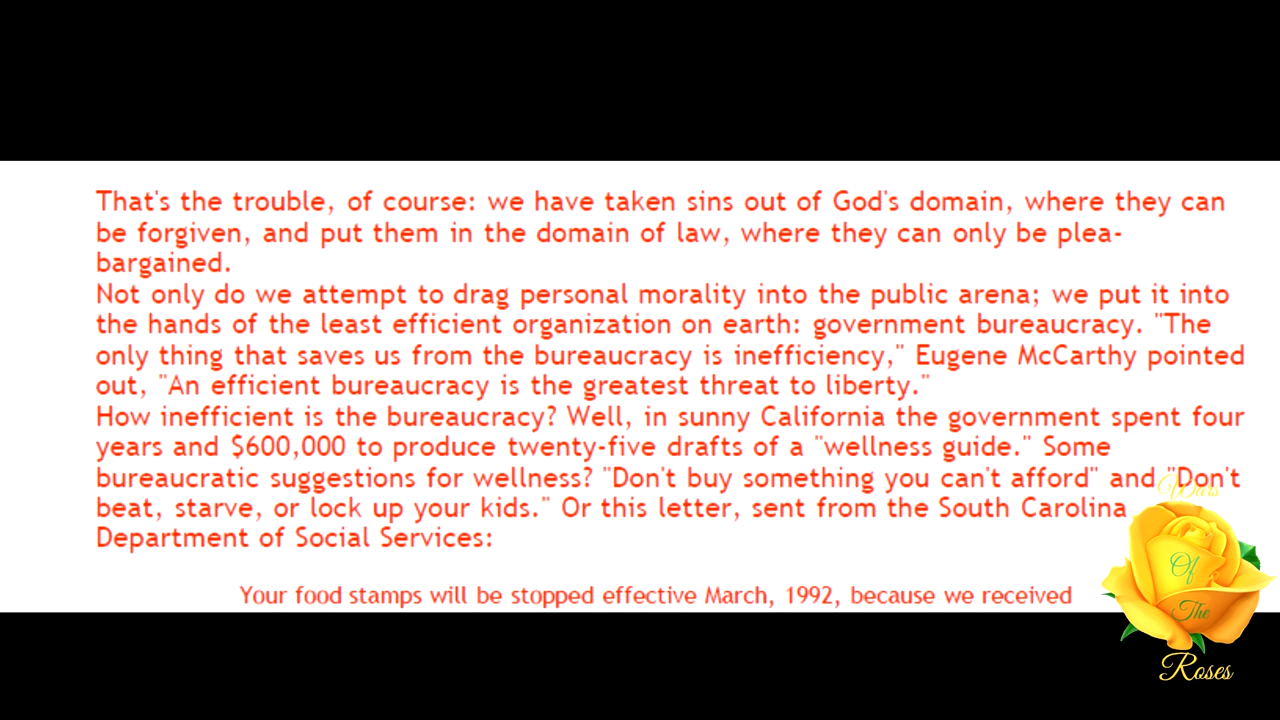 That's the trouble, of course: we have taken sins out of God's domain, where they can
be forgiven, and put them in the domain of law, where they can only be plea-
bargained.
Not only do we attempt to drag personal morality into the public arena; we put it into
the hands of the least efficient organization on earth: government bureaucracy. "The
only thing that saves us from the bureaucracy is inefficiency," Eugene McCarthy pointed
out, "An efficient bureaucracy is the greatest threat to liberty."
How inefficient is the bureaucracy? Well, in sunny California the government spent four
years and $600,000 to produce twenty-five drafts of a "wellness guide." Some
bureaucratic suggestions for wellness? "Don't buy something you can't afford" and "Don't
beat, starve, or lock up your kids." Or this letter, sent from the South Carolina
Department of Social Services:
Your food stamps will be stopped effective March, 1992, because we received
Wars
Of
The
Roses